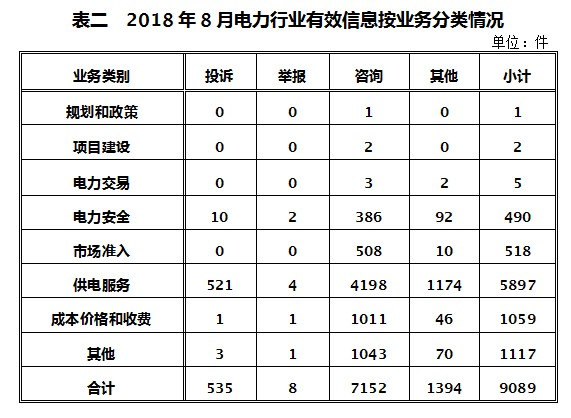 表二 2018年8月电力行业有效信息按业务分类情况
单位：件
业务类别 投诉 举报 咨询 其他 小计
规划和政策 0 0 1 0 1
项目建设 0 0 2 0 2
电力交易 0 0 3 2 5
电力安全 10 2 386 92 490
市场准入 0 0 508 10 518
供电服务 521 4 4198 1174 5897
成本价格和收费 1 1 1011 46 1059
其他 3 1 1043 70 1117
合计 535 8 7152 1394 9089